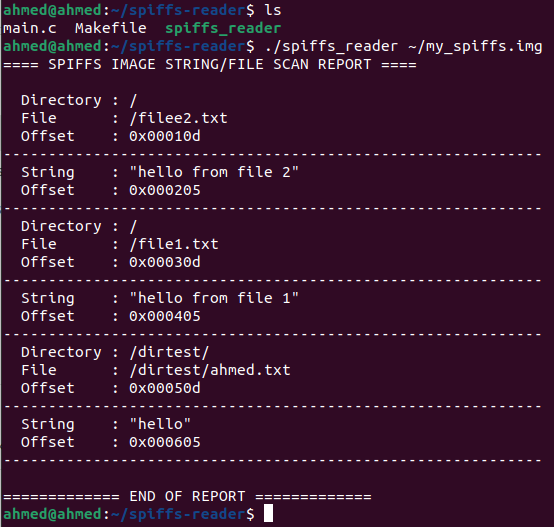 ahmed@ahmed:~/spiffs-reader$ ls
main.c  Makefile  spiffs_reader
ahmed@ahmed:~/spiffs-reader$ ./spiffs_reader ~/my_spiffs.img
==== SPIFFS IMAGE STRING/FILE SCAN REPORT ====
Directory : /
File      : /filee2.txt
Offset    : 0x00010d
------------------------------------------------------------
String    : "hello from file 2"
Offset    : 0x000205
------------------------------------------------------------
Directory : /
File      : /file1.txt
Offset    : 0x00030d
------------------------------------------------------------
String    : "hello from file 1"
Offset    : 0x000405
------------------------------------------------------------
Directory : /dirtest/
File      : /dirtest/ahmed.txt
Offset    : 0x00050d
------------------------------------------------------------
String    : "hello"
Offset    : 0x000605
------------------------------------------------------------
============= END OF REPORT =============
ahmed@ahmed:~/spiffs-reader$